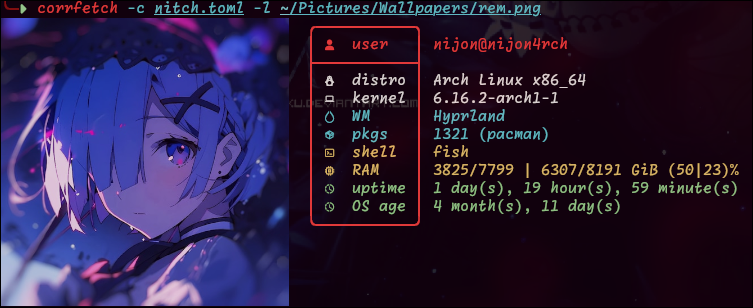 corrfetch -c nitch.toml -l ~/Pictures/Wallpapers/rem.png
user nijon@nijon4rch
distro Arch Linux x86_64
kernel 6.16.2-arch1-1
WM Hyprland
pkgs 1321 (pacman)
shell fish
RAM 3825/7799 | 6307/8191 GiB (50|23)%
uptime 1 day(s), 19 hour(s), 59 minute(s)
OS age 4 month(s), 11 day(s)